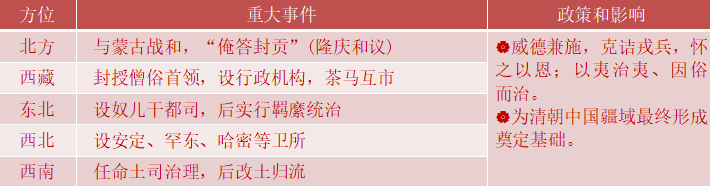 方位 重大事件 政策和影响
北方 与蒙古战和，“俺答封贡”(隆庆和议)
西藏 封授僧俗首领，设行政机构，茶马互市
东北 设奴儿干都司，后实行羁縻统治
西北 设安定、罕东、哈密等卫所
西南 任命土司治理，后改土归流
威德兼施，克诘戎兵，怀
之以恩；以夷治夷、因俗
而治。
为清朝中国疆域最终形成
奠定基础。